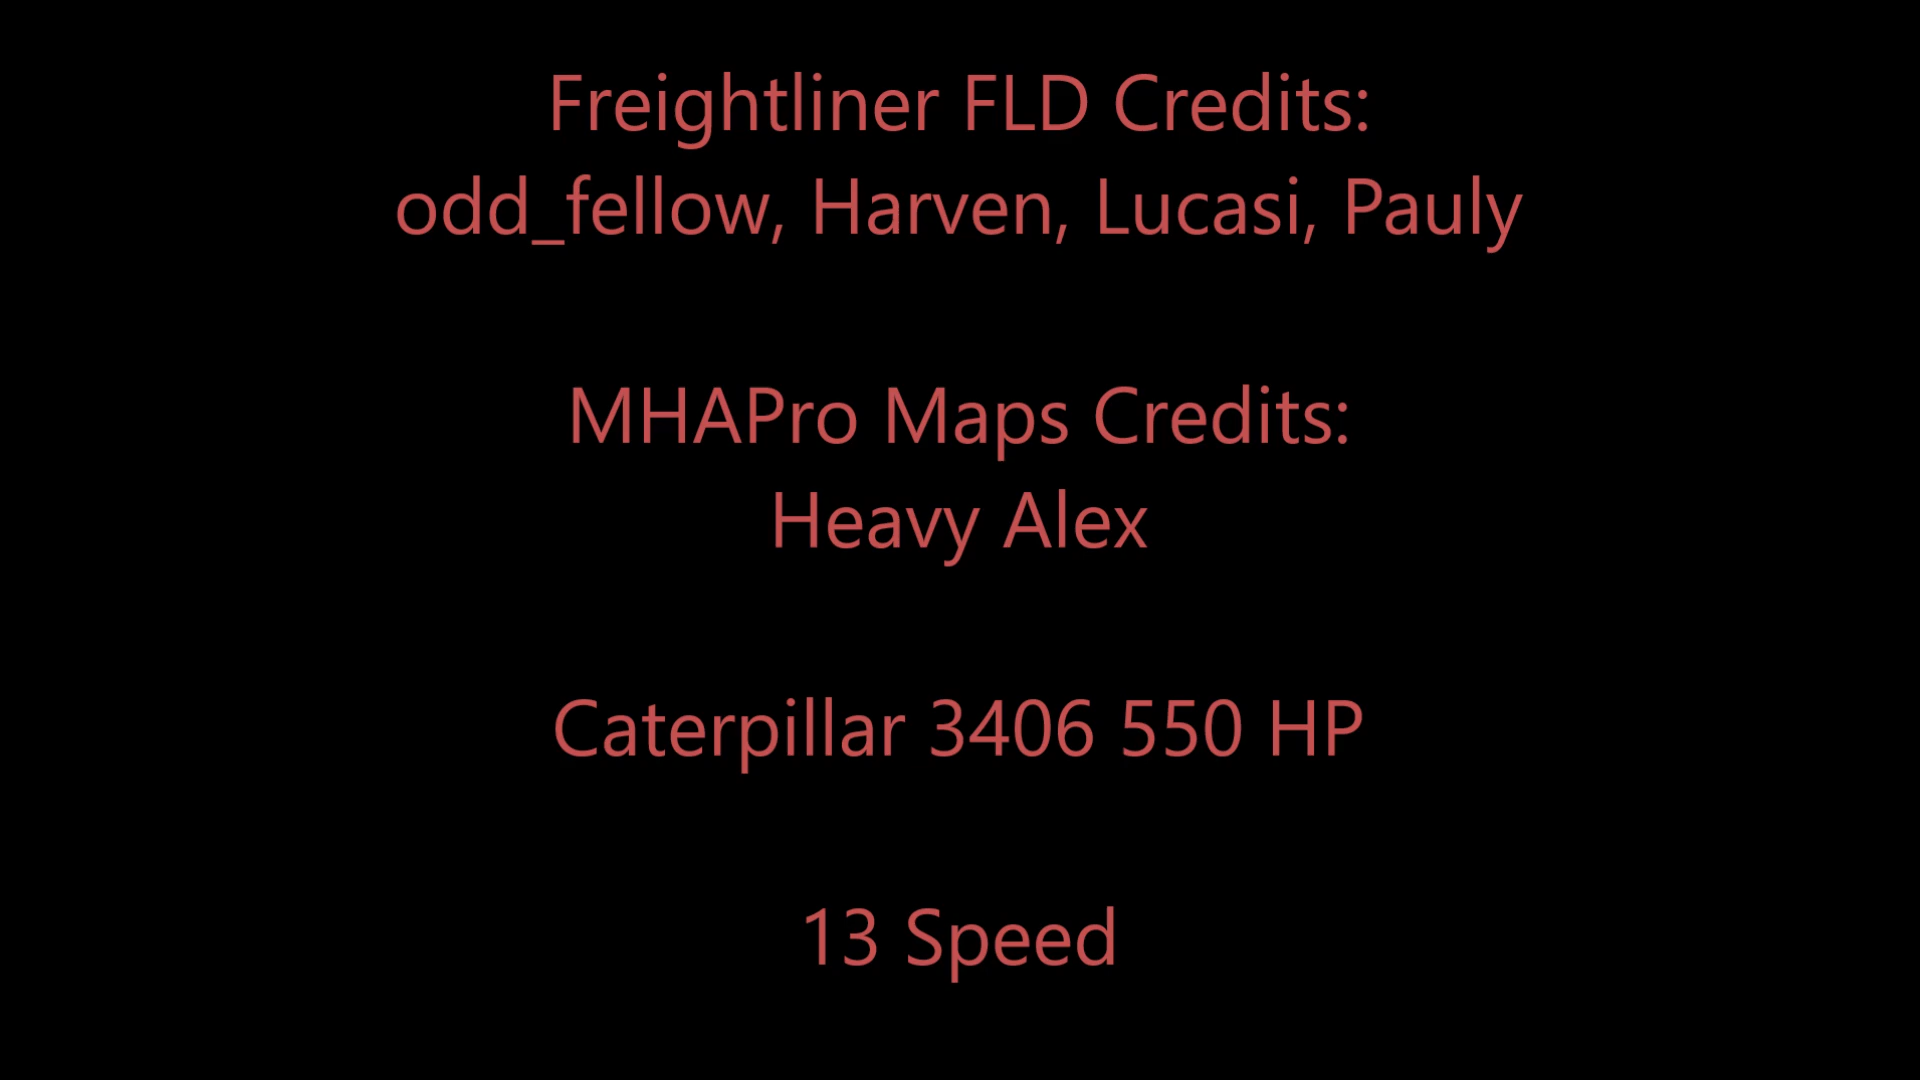 Freightliner FLD Credits:
odd_fellow, Harven, Lucasi, Pauly
MHAPro Maps Credits:
Heavy Alex
Caterpillar 3406 550 HP
13 Speed